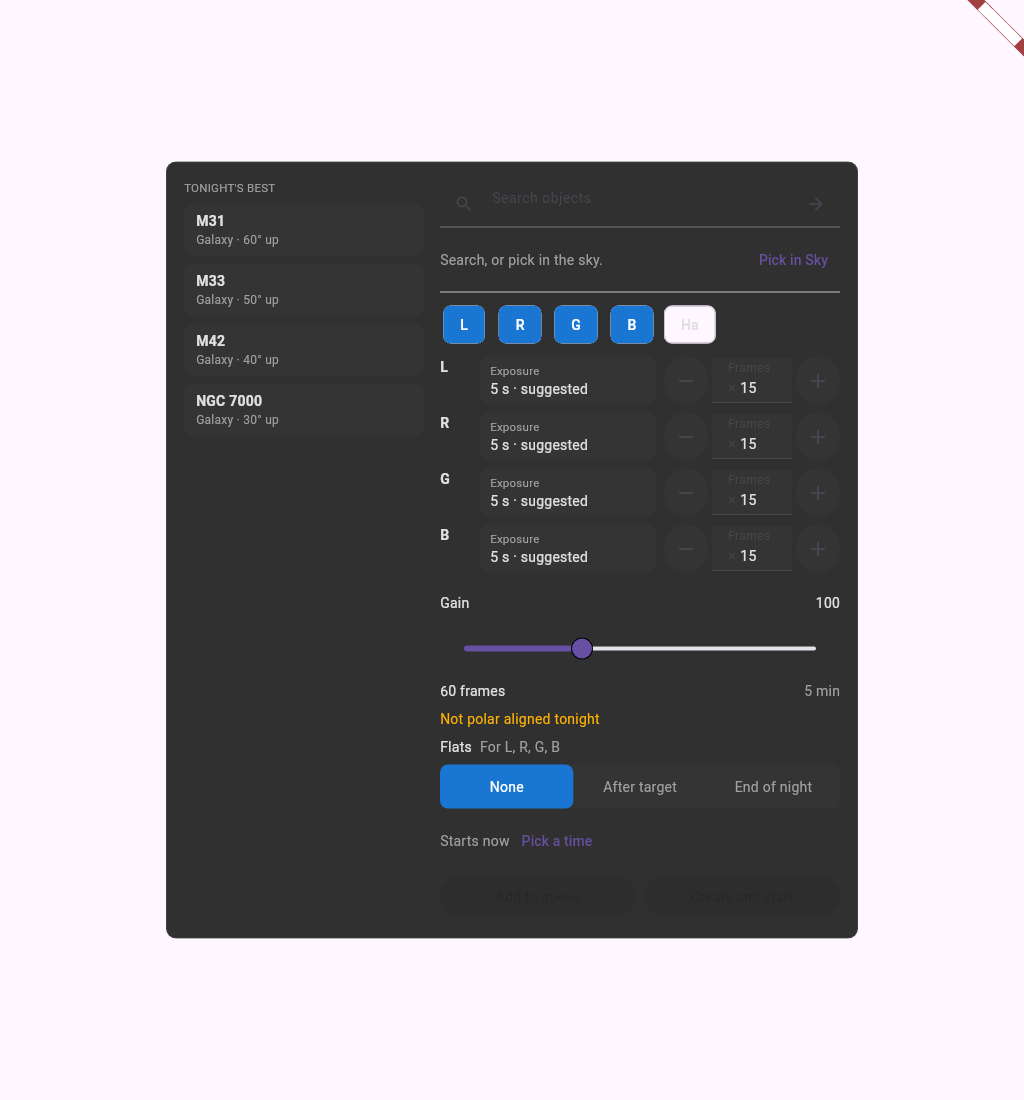 TONIGHT'S BEST
M31
Galaxy · 60° up
M33
Galaxy · 50° up
M42
Galaxy · 40° up
NGC 7000
Galaxy · 30° up
Search objects
Search, or pick in the sky.
Pick in Sky
L
R
G
B
Ha
L
Exposure
5 s · suggested
Frames
× 15
R
Exposure
5 s · suggested
Frames
× 15
G
Exposure
5 s · suggested
Frames
× 15
B
Exposure
5 s · suggested
Frames
× 15
Gain
100
60 frames
5 min
Not polar aligned tonight
Flats For L, R, G, B
None
After target
End of night
Starts now Pick a time
Add to queue
Create and start